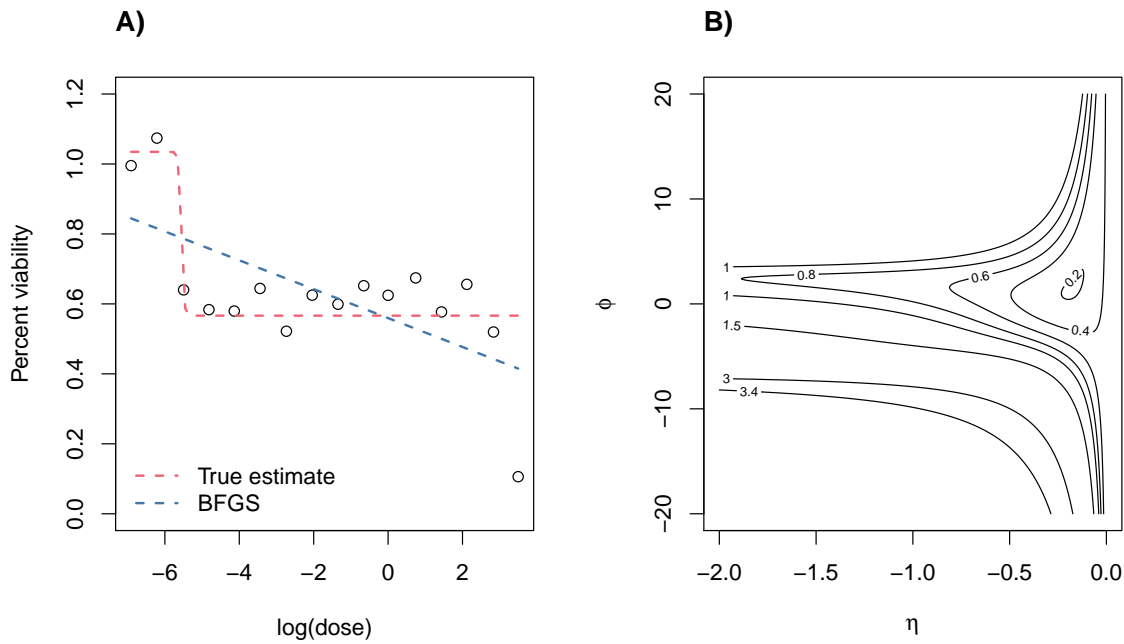 A)
Percent viability
1.2
1.0
0.8
0.6
0.4
0.2
0.0
True estimate
BFGS
−6 −4 −2 0 2
log(dose)
B)
ϕ
20
10
0
−10
−20
1
0.8
0.6
0.2
1
0.4
1.5
3
3.4
−2.0 −1.5 −1.0 −0.5 0.0
η